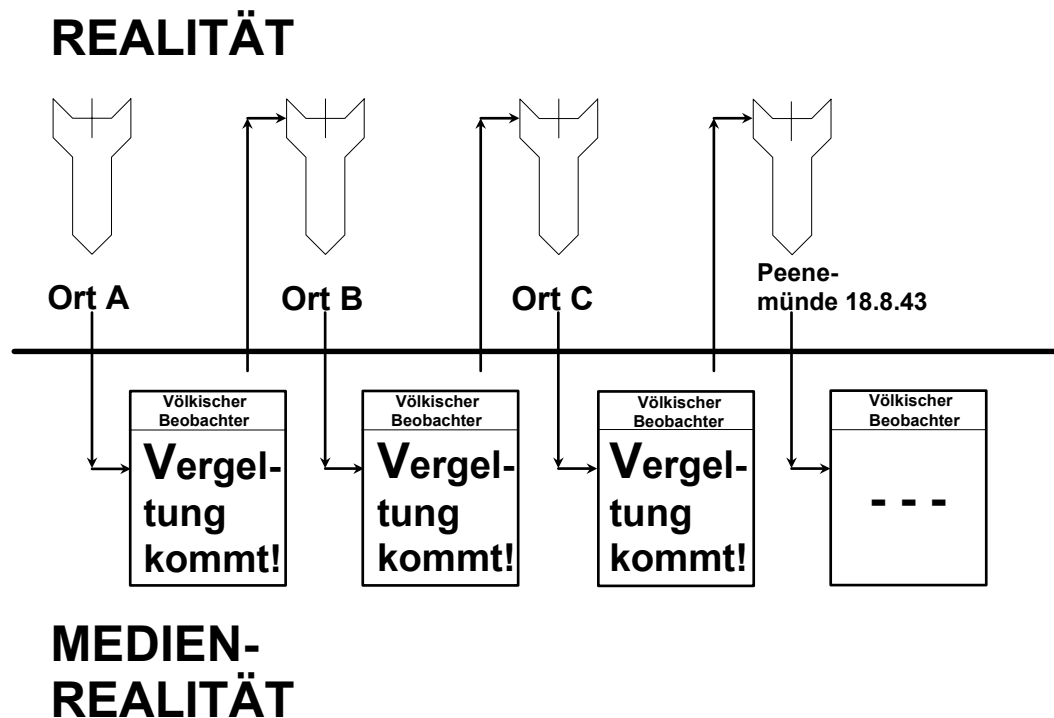 REALITÄT
Ort A
Ort B
Ort C
Peene-
münde 18.8.43
Völkischer
Beobachter
Vergel-
tung
kommt!
Völkischer
Beobachter
Vergel-
tung
kommt!
Völkischer
Beobachter
Vergel-
tung
kommt!
Völkischer
Beobachter
- - -
MEDIEN-
REALITÄT